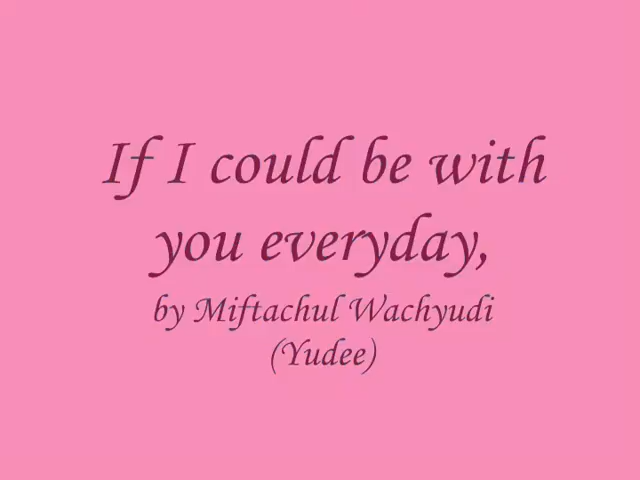 If I could be with
you everyday,
by Miftachul Wachyudi
(Yudee)